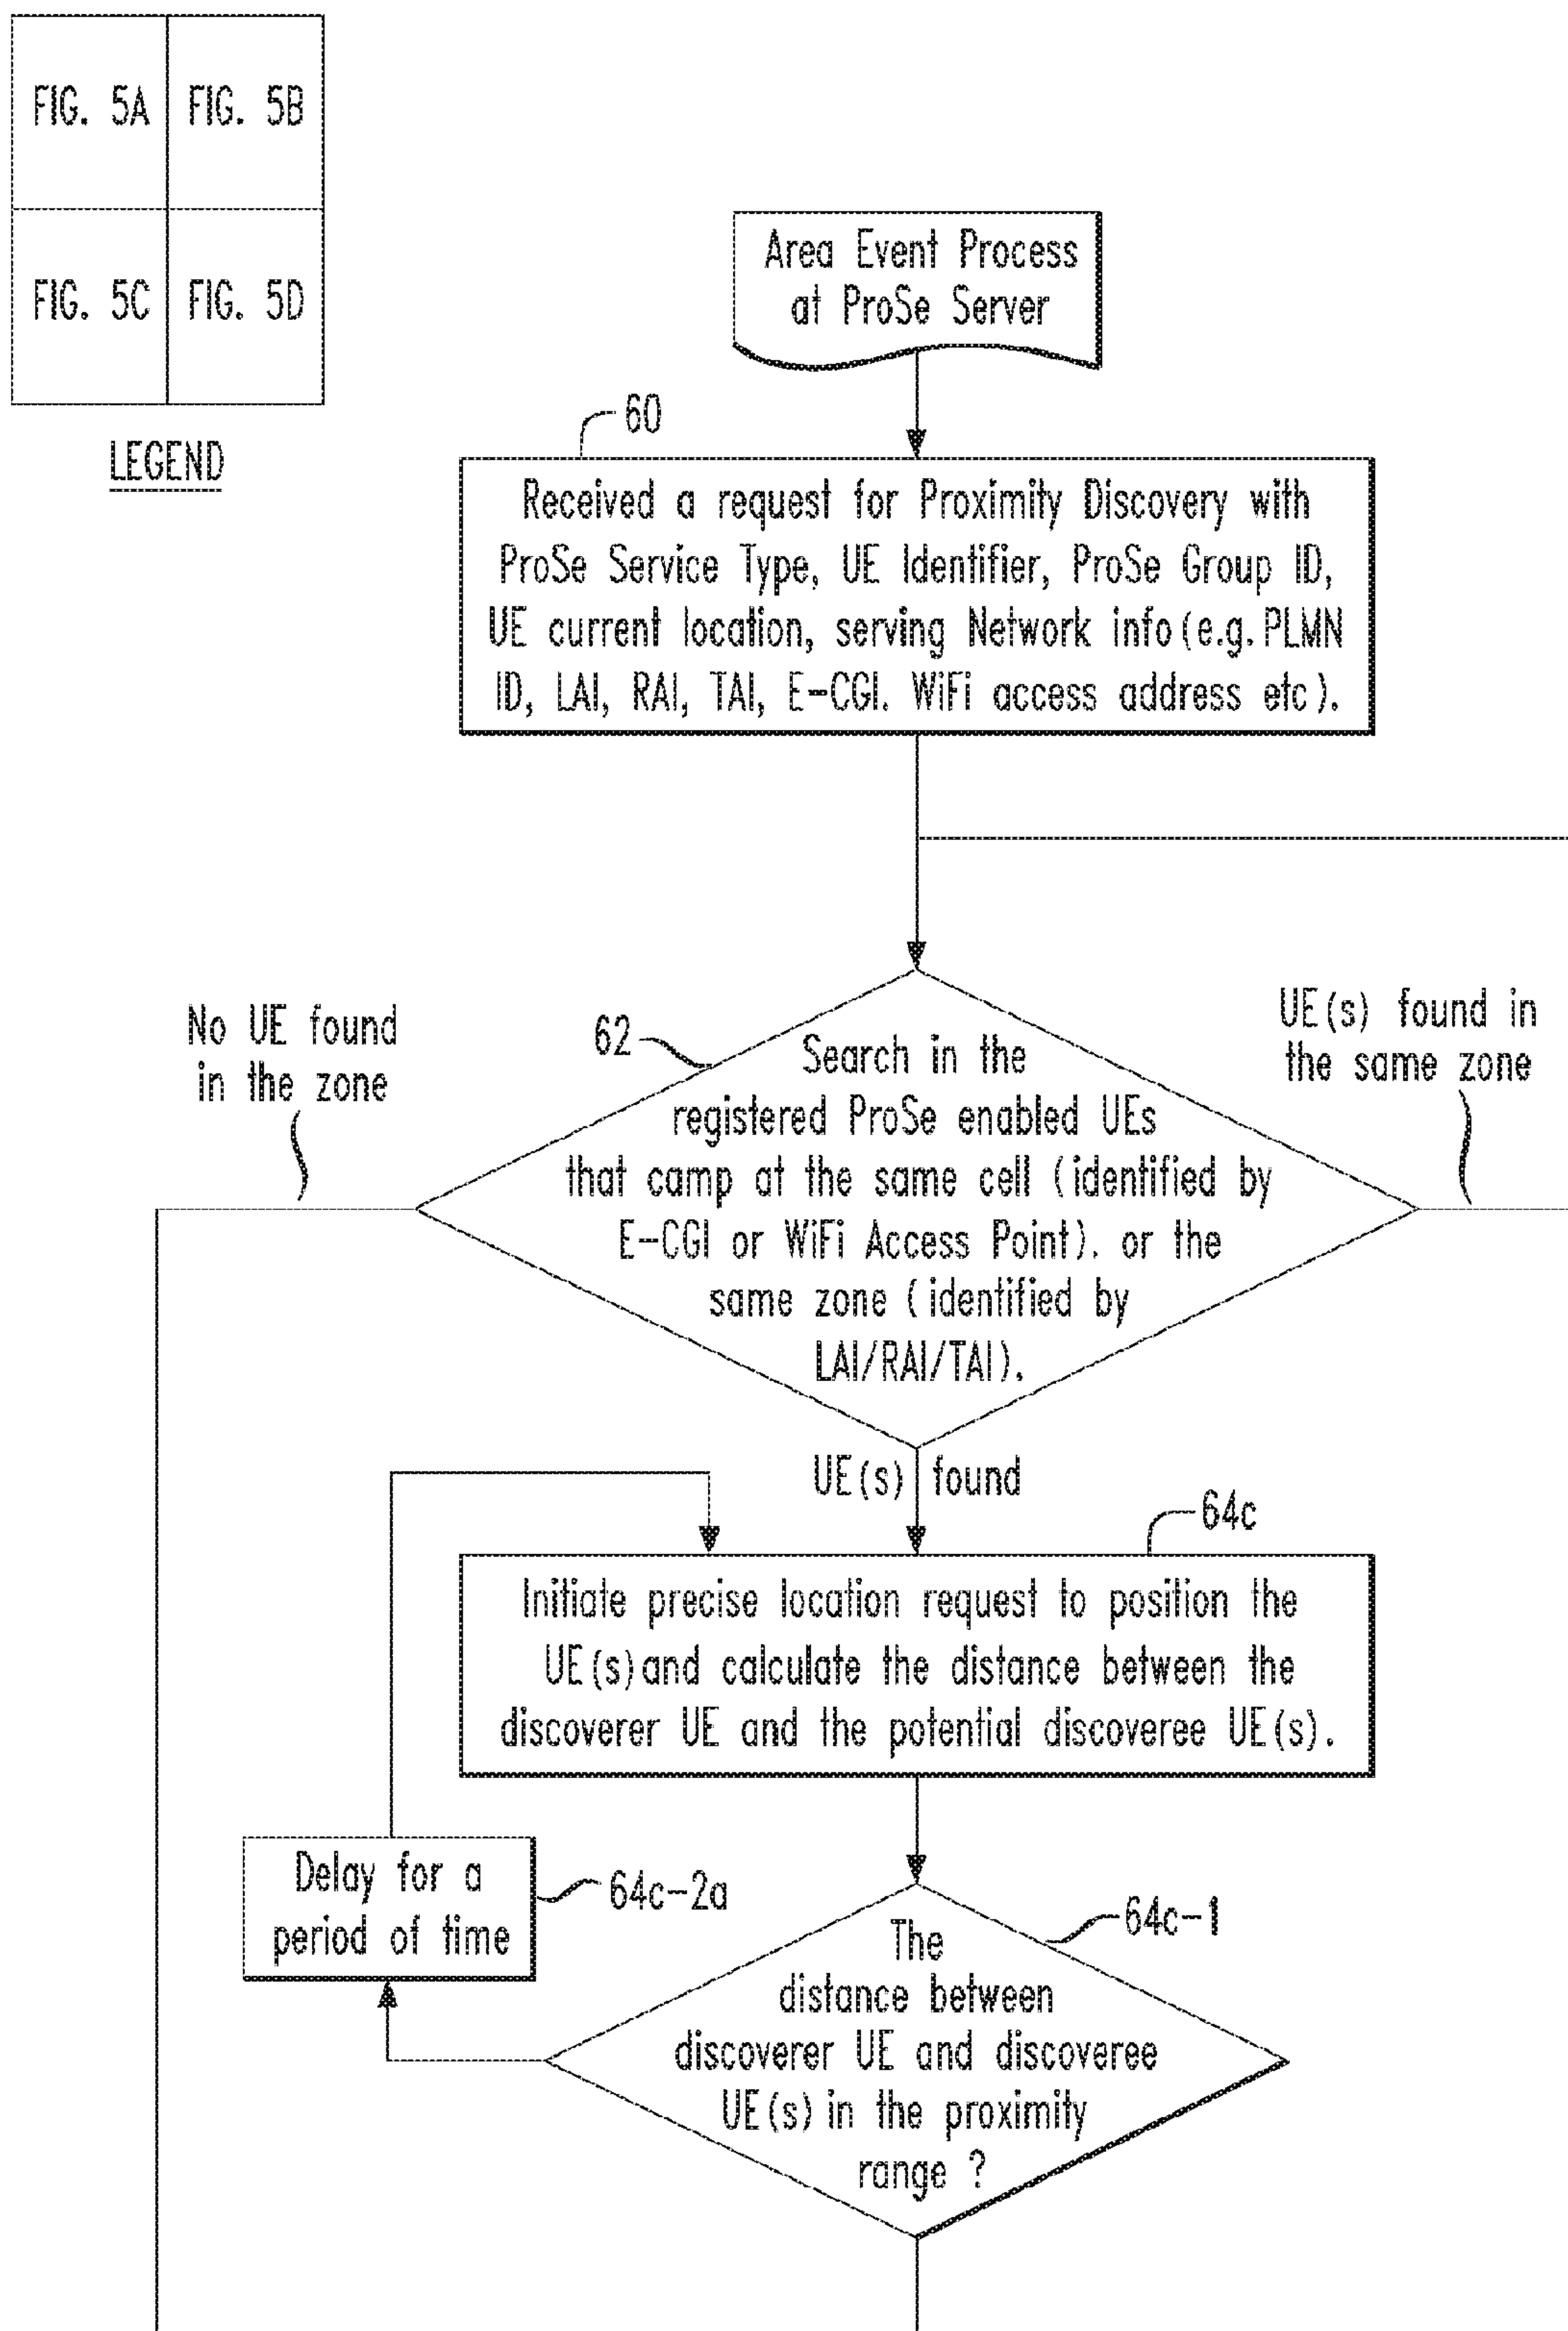 FIG. 5A
FIG. 5B
FIG. 5C
FIG. 5D
LEGEND
Area Event Process
at ProSe Server
60
Received a request for Proximity Discovery with
ProSe Service Type, UE Identifier, ProSe Group ID,
UE current location, serving Network info (e.g. PLMN
ID, LAI, RAI, TAI, E-CGI. WiFi access address etc).
No UE found
in the zone
62
Search in the
registered ProSe enabled UEs
that camp at the same cell (identified by
E-CGI or WiFi Access Point). or the
same zone (identified by
LAI/RAI/TAI).
UE(s) found in
the same zone
UE(s) found
64c
Initiate precise location request to position the
UE(s) and calculate the distance between the
discoverer UE and the potential discoveree UE(s).
Delay for a
period of time
64c-2a
64c-1
The
distance between
discoverer UE and discoveree
UE(s) in the proximity
range ?